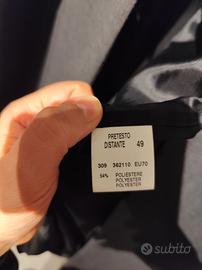 PRETESTO
DISTANTE 49
309 362110 EU70
54% POLIESTERE
POLYESTER
POLYESTER
subito